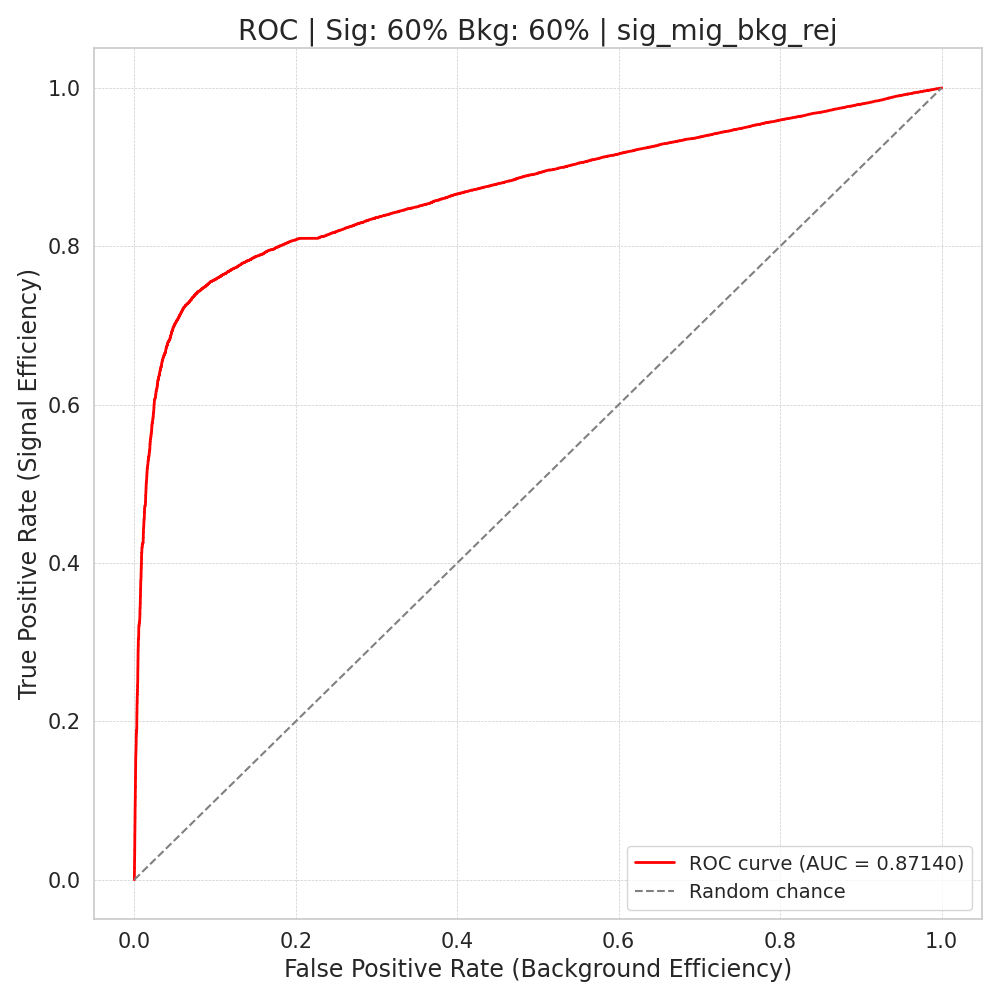 ROC | Sig: 60% Bkg: 60% | sig_mig_bkg_rej
True Positive Rate (Signal Efficiency)
1.0
0.8
0.6
0.4
0.2
0.0
0.0 0.2 0.4 0.6 0.8 1.0
False Positive Rate (Background Efficiency)
ROC curve (AUC = 0.87140)
Random chance